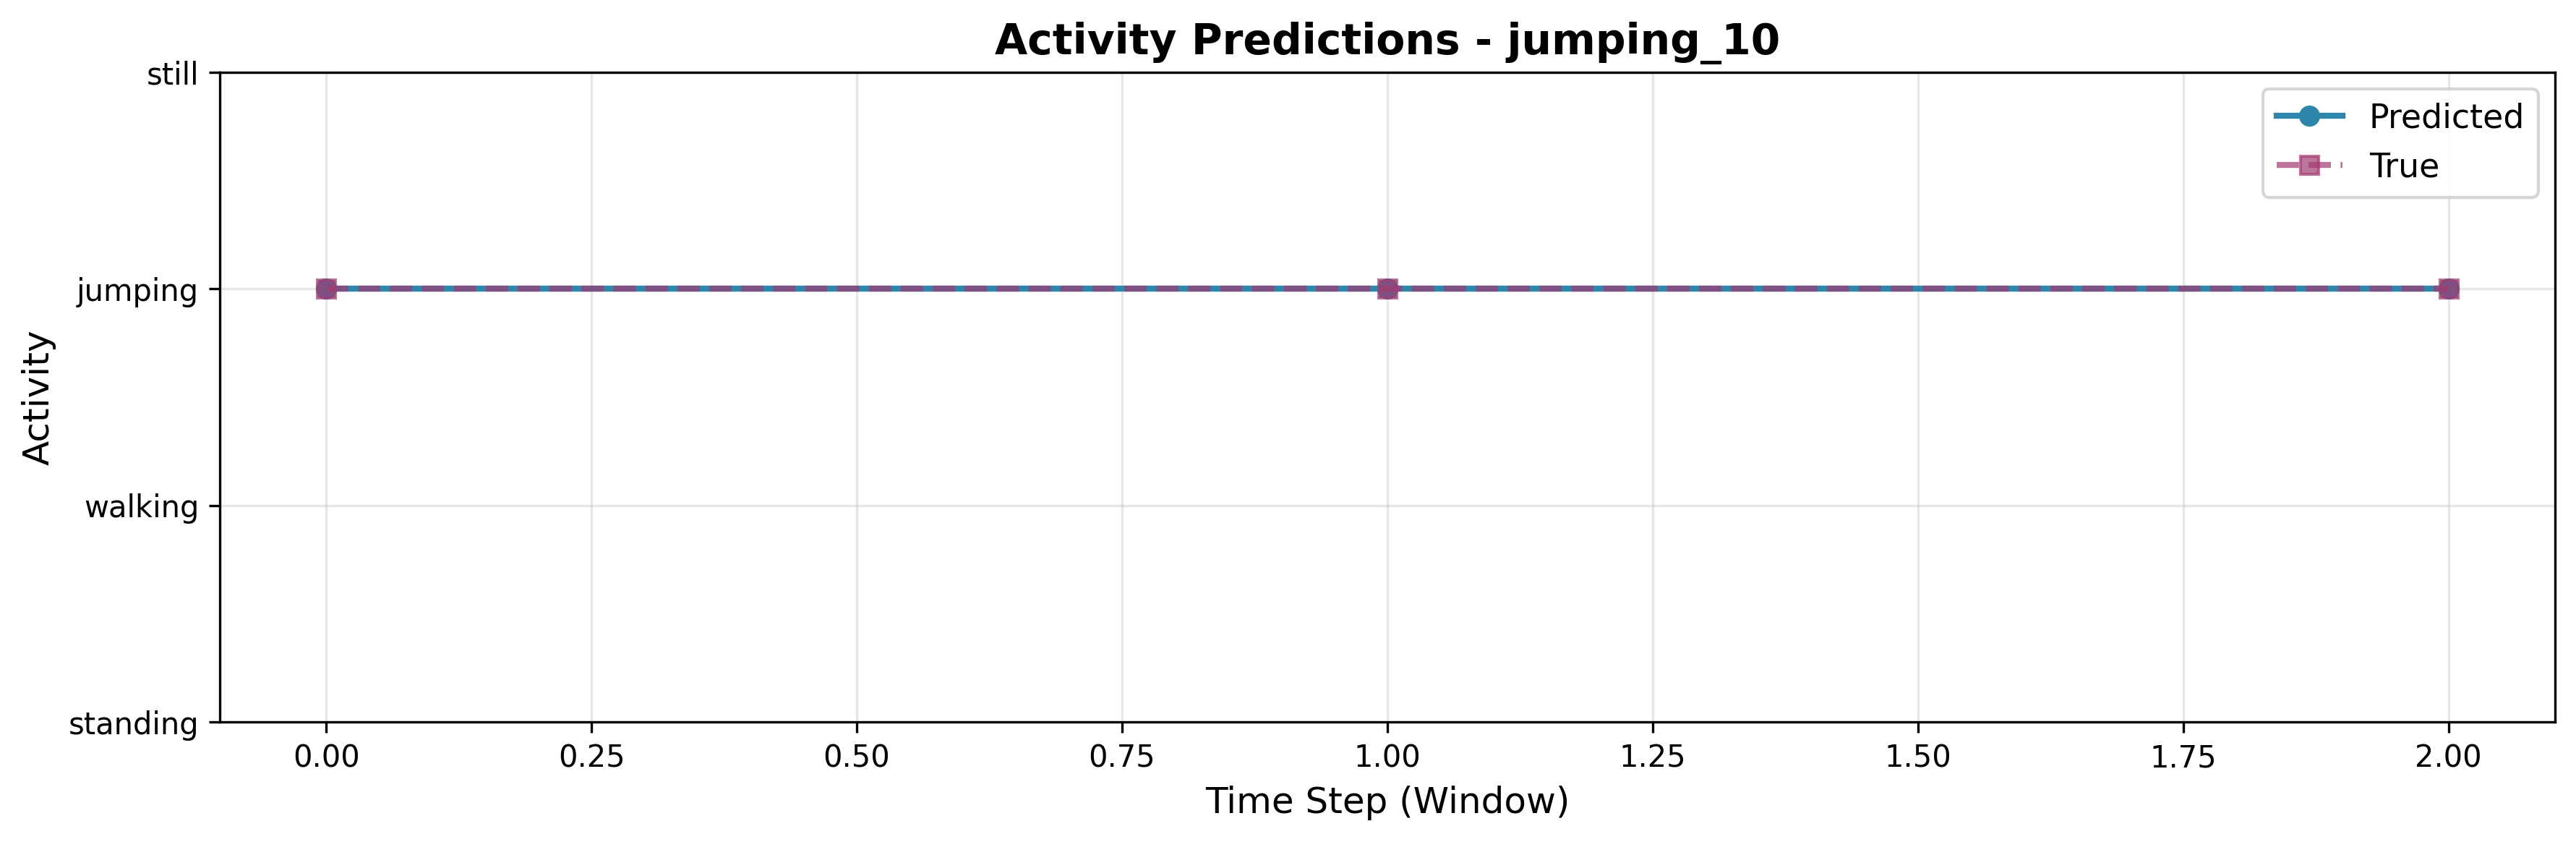 Activity Predictions - jumping_10
still
jumping
walking
standing
Activity
Predicted
True
0.00 0.25 0.50 0.75 1.00 1.25 1.50 1.75 2.00
Time Step (Window)